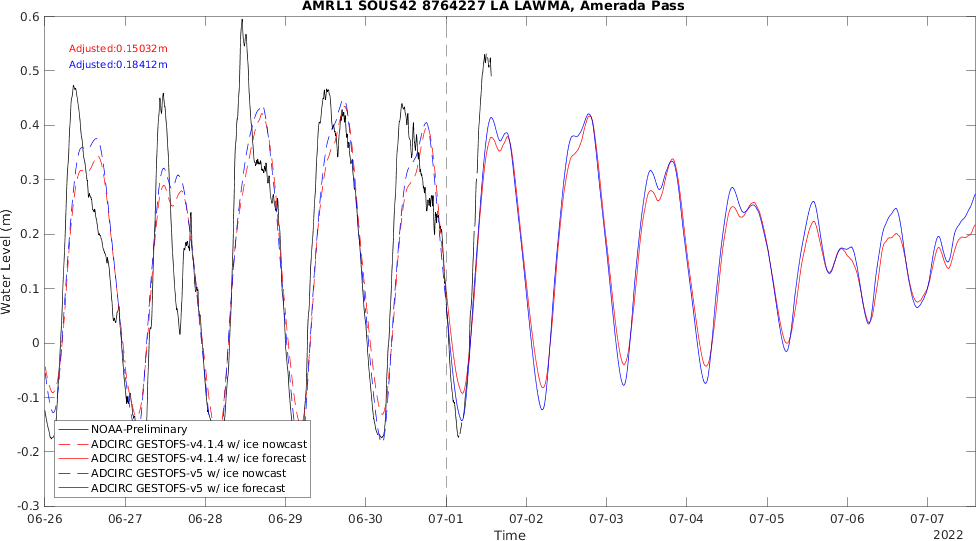 AMRL1 SOUS42 8764227 LA LAWMA, Amerada Pass
0.6
0.5
0.4
0.3
0.2
0.1
0
-0.1
-0.2
-0.3
Water Level (m)
Adjusted:0.15032m
Adjusted:0.18412m
NOAA-Preliminary
ADCIRC GESTOFS-v4.1.4 w/ ice nowcast
ADCIRC GESTOFS-v4.1.4 w/ ice forecast
ADCIRC GESTOFS-v5 w/ ice nowcast
ADCIRC GESTOFS-v5 w/ ice forecast
06-26 06-27 06-28 06-29 06-30 07-01 07-02 07-03 07-04 07-05 07-06 07-07
Time
2022